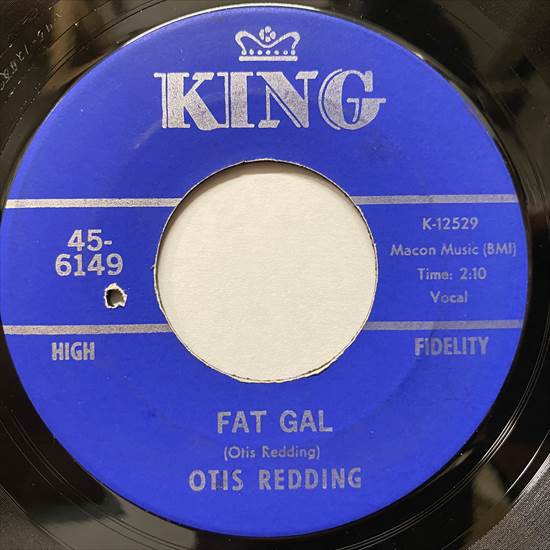 KING
45-
6149
K-12529
Macon Music (BMI)
Time: 2:10
Vocal
HIGH
FIDELITY
FAT GAL
(Otis Redding)
OTIS REDDING